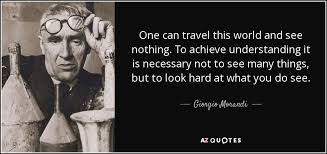 One can travel this world and see
nothing. To achieve understanding it
is necessary not to see many things,
but to look hard at what you do see.
Giorgio Morandi
AZ QUOTES